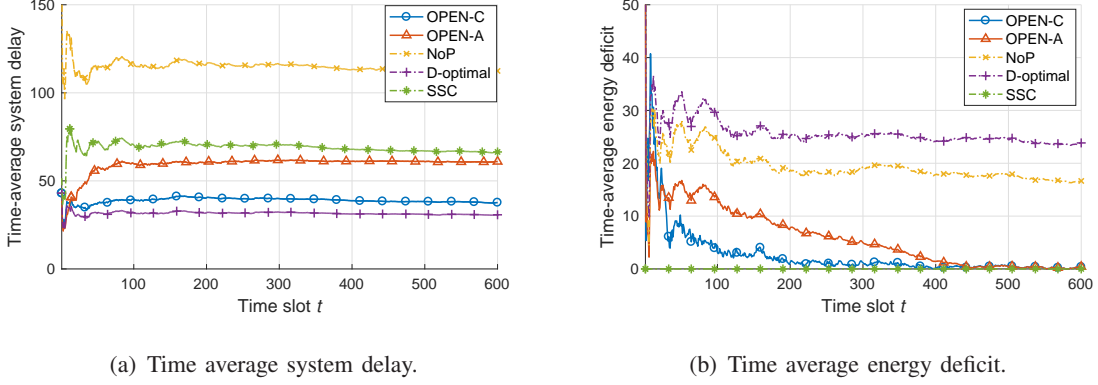 150
100
50
0
0
100
200
300
400
500
600
Time-average system delay
Time slot t
OPEN-C
OPEN-A
NoP
D-optimal
SSC
(a) Time average system delay.
50
40
30
20
10
0
100
200
300
400
500
600
Time-average energy deficit
Time slot t
OPEN-C
OPEN-A
NoP
D-optimal
SSC
(b) Time average energy deficit.